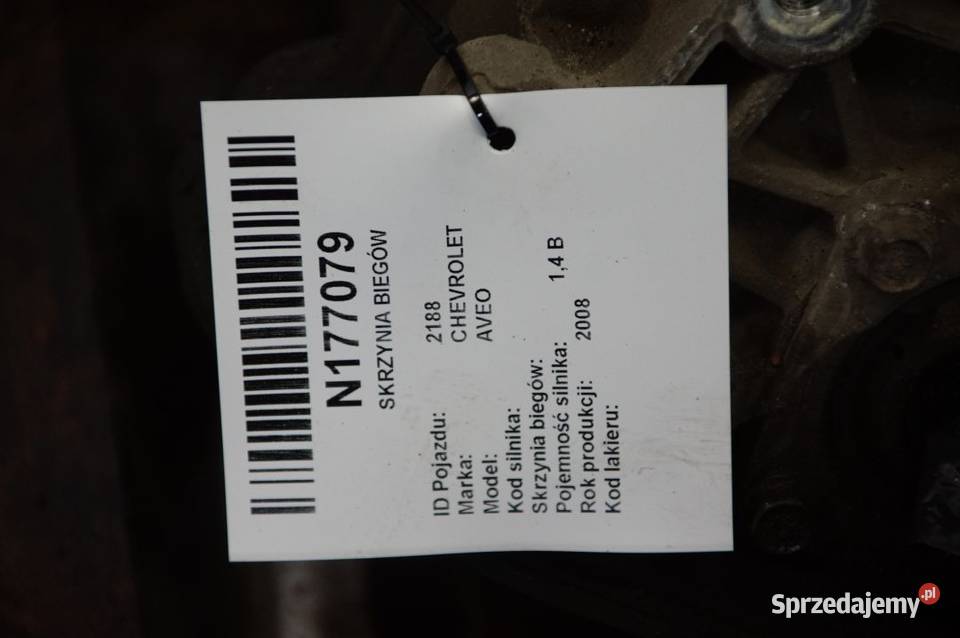 N177079
SKRZYNIA BIEGÓW
ID Pojazdu: 2188
Marka: CHEVROLET
Model: AVEO
Kod silnika:
Skrzynia biegów:
Pojemność silnika: 1,4 B
Rok produkcji: 2008
Kod lakieru:
Sprzedajemy.pl